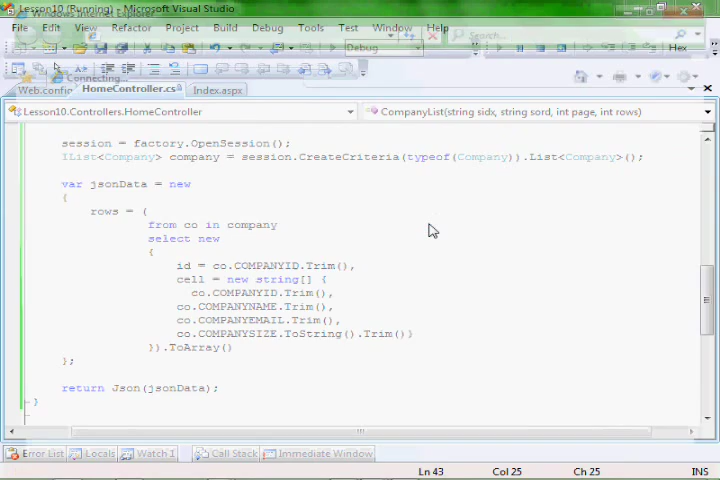 Lesson10 (Running) - Microsoft Visual Studio
Windows Internet Explorer
File Edit View Refactor Project Build Debug Tools Test Window Help
Debug
Search...
Hex
Connecting...
Web.config HomeController.cs* Index.aspx
Lesson10.Controllers.HomeController CompanyList(string sidx, string sord, int page, int rows)
session = factory.OpenSession();
IList<Company> company = session.CreateCriteria(typeof(Company)).List<Company>();
var jsonData = new
{
rows = (
from co in company
select new
{
id = co.COMPANYID.Trim(),
cell = new string[] {
co.COMPANYID.Trim(),
co.COMPANYNAME.Trim(),
co.COMPANYEMAIL.Trim(),
co.COMPANYSIZE.ToString().Trim()}
}).ToArray()
};
return Json(jsonData);
}
Error List Locals Watch 1 Call Stack Immediate Window
Ln 43 Col 25 Ch 25 INS